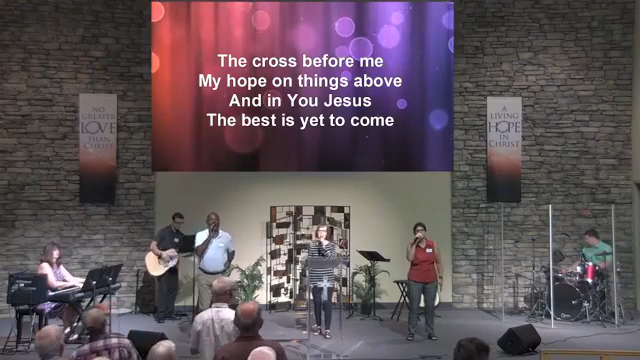 The cross before me
My hope on things above
And in You Jesus
The best is yet to come
NO
GREATER
LOVE
THAN
CHRIST
A
LIVING
HOPE
IN
CHRIST